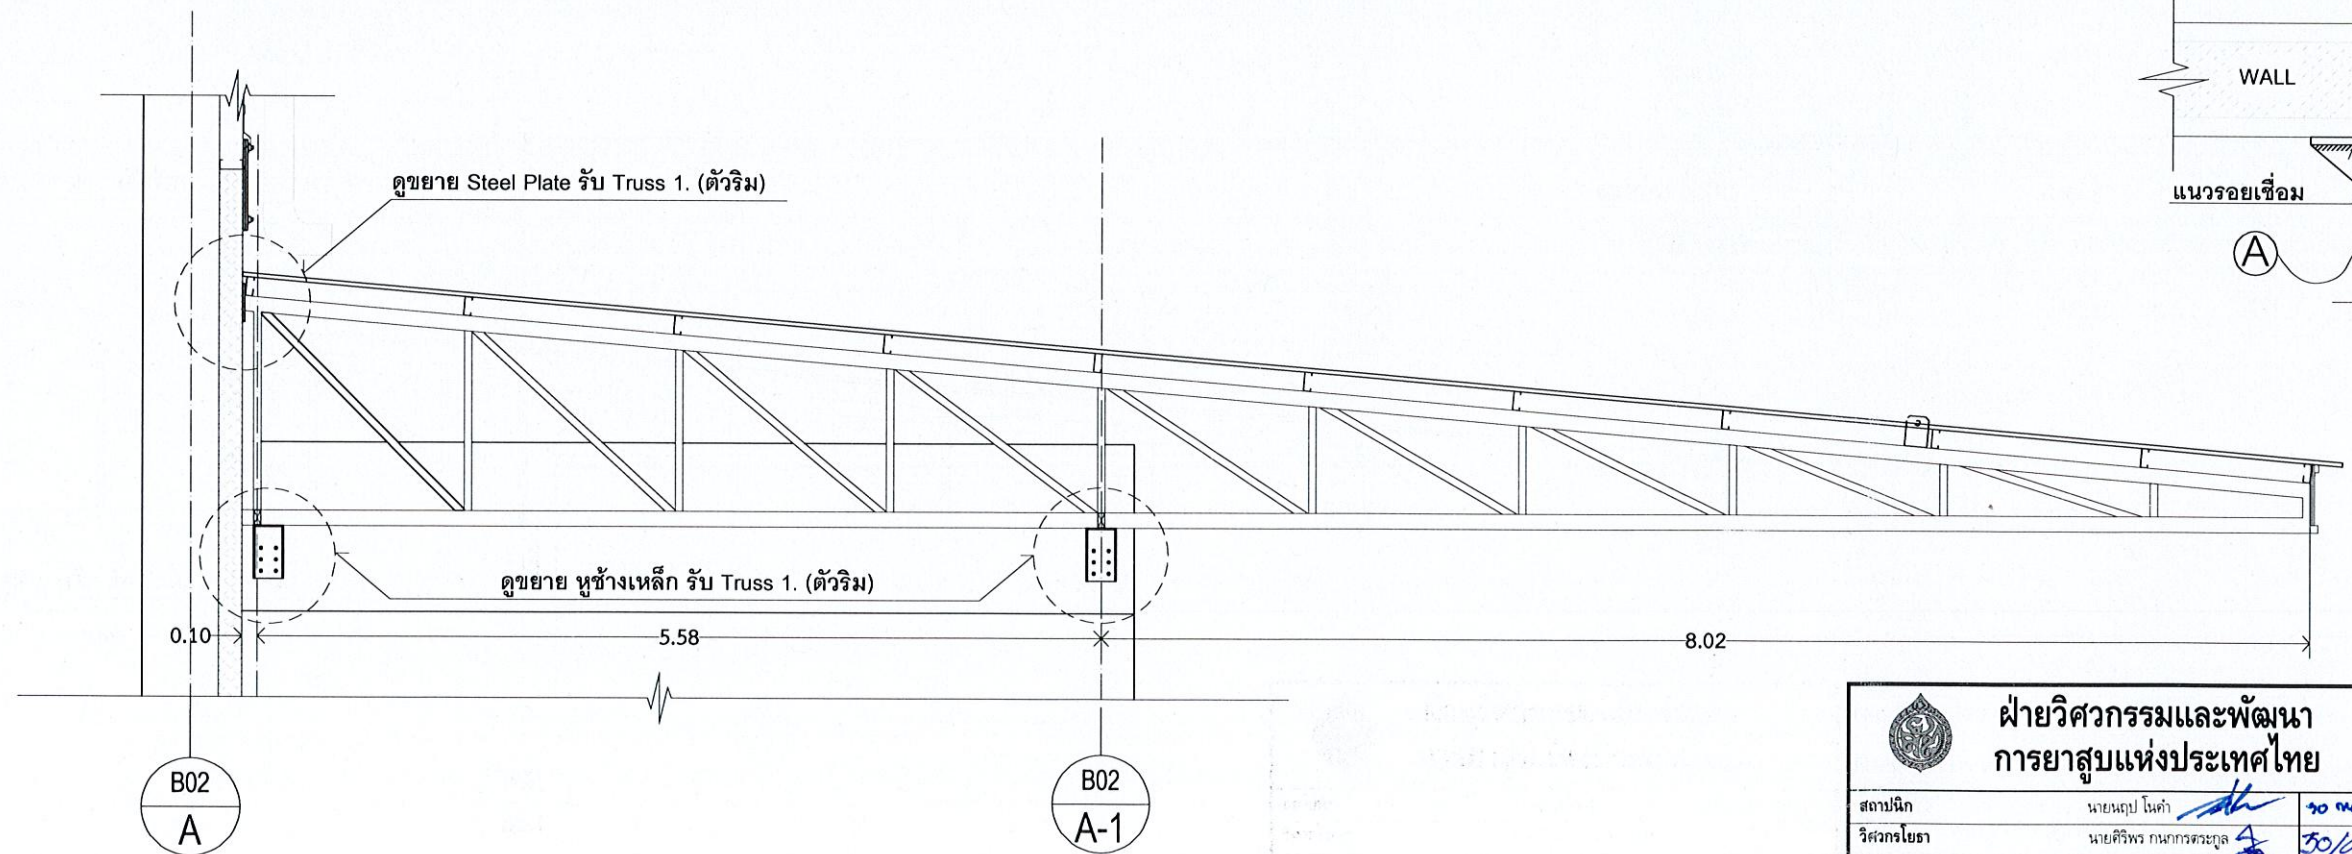 WALL
แนวรอยเชื่อม
A
ดูขยาย Steel Plate รับ Truss 1. (ตัวริม)
ดูขยาย หูช้างเหล็ก รับ Truss 1. (ตัวริม)
0.10
5.58
8.02
B02
A
B02
A-1
ฝ่ายวิศวกรรมและพัฒนา
การยาสูบแห่งประเทศไทย
สถาปนิก นายนฤป โนคำ 30
วิศวกรโยธา นายศิริพร กนกกรตระกูล 30/